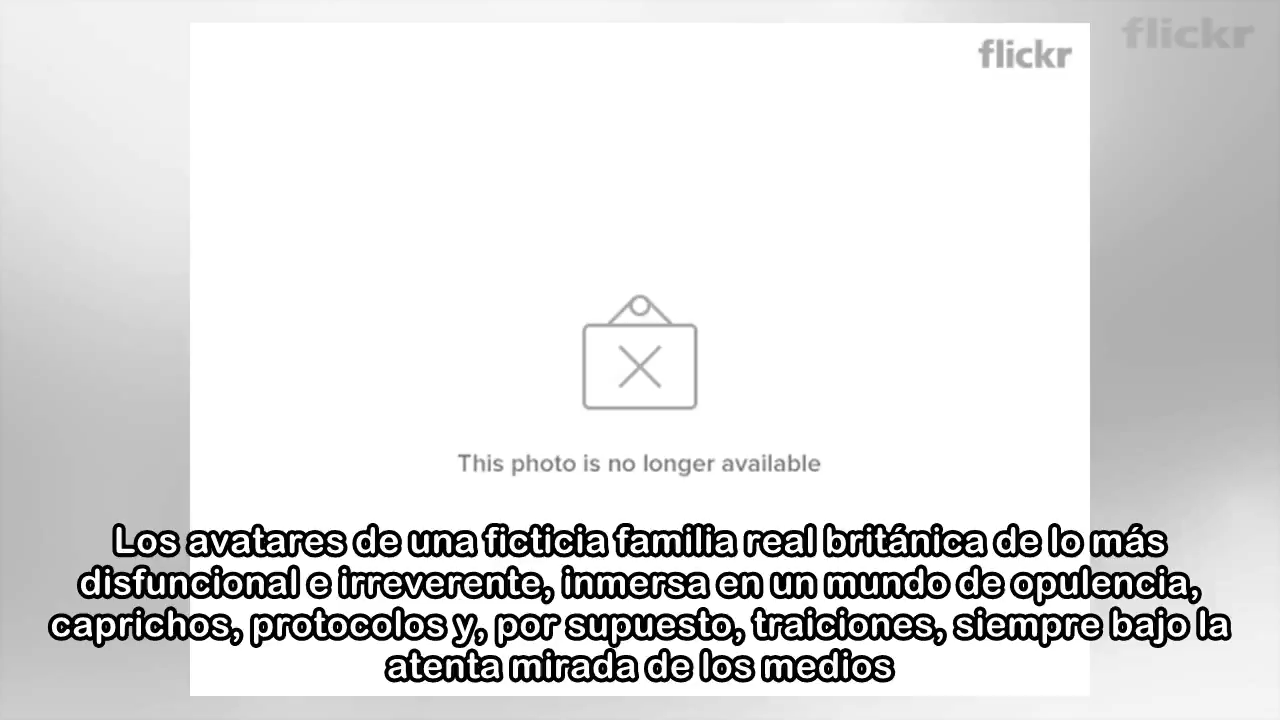 flickr
flickr
This photo is no longer available
Los avatares de una ficticia familia real británica de lo más
disfuncional e irreverente, inmersa en un mundo de opulencia,
caprichos, protocolos y, por supuesto, traiciones, siempre bajo la
atenta mirada de los medios